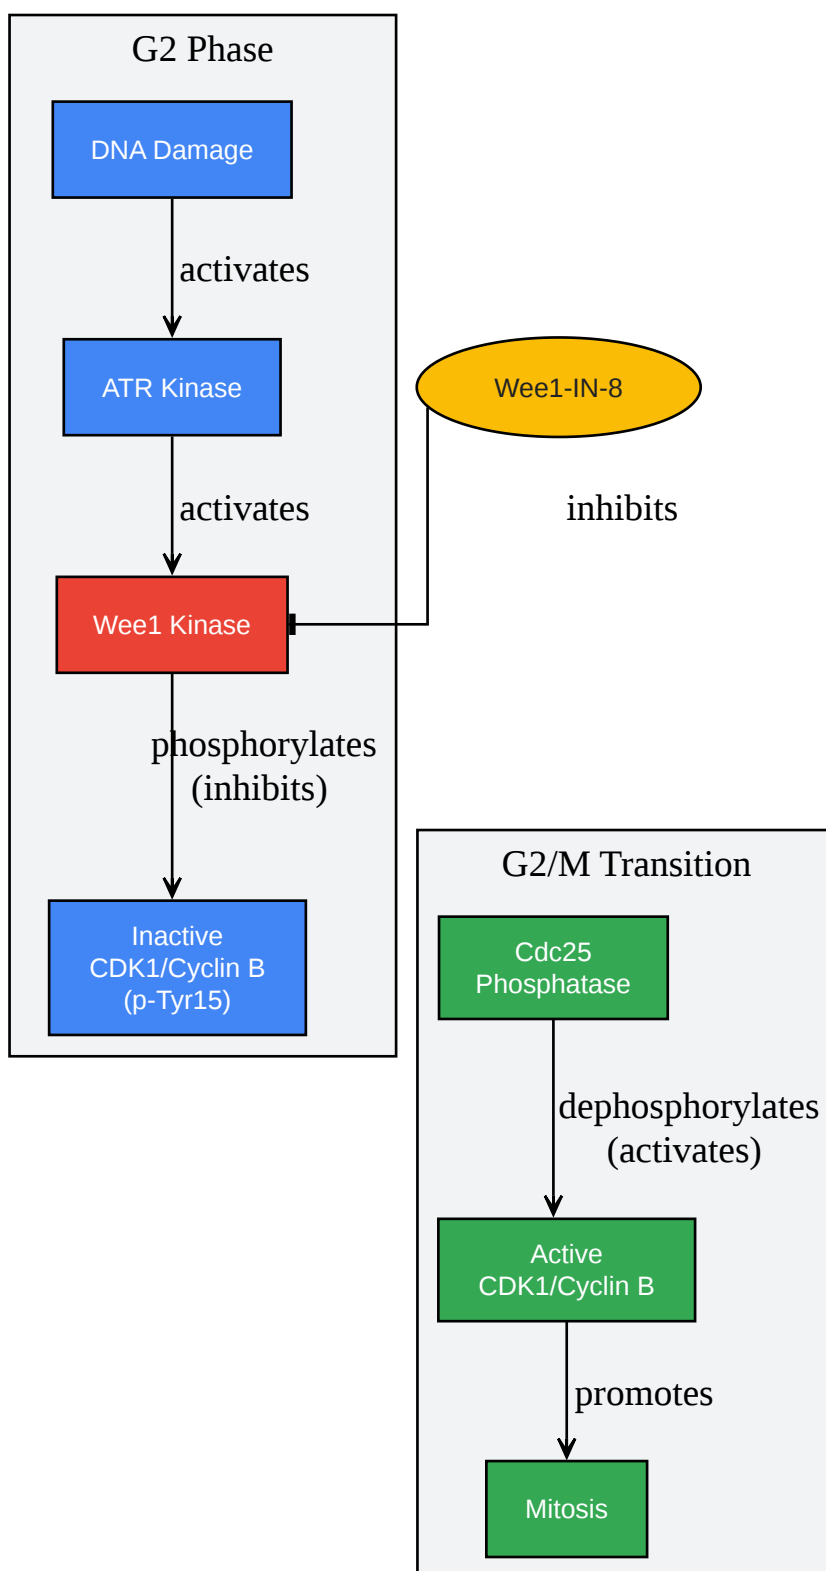 G2 Phase
DNA Damage
activates
ATR Kinase
Wee1-IN-8
activates
inhibits
Wee1 Kinase
phosphorylates
(inhibits)
Inactive
CDK1/Cyclin B
(p-Tyr15)
G2/M Transition
Cdc25
Phosphatase
dephosphorylates
(activates)
Active
CDK1/Cyclin B
promotes
Mitosis